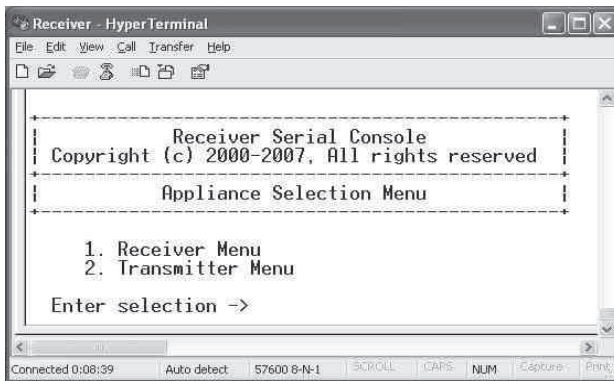 Receiver - HyperTerminal
File Edit View Call Transfer Help
Receiver Serial Console
Copyright (c) 2000-2007, All rights reserved
Appliance Selection Menu
1. Receiver Menu
2. Transmitter Menu
Enter selection ->
Connected 0:08:39 Auto detect 57600 8-N-1 SCROLL CAPS NUM Capture Print